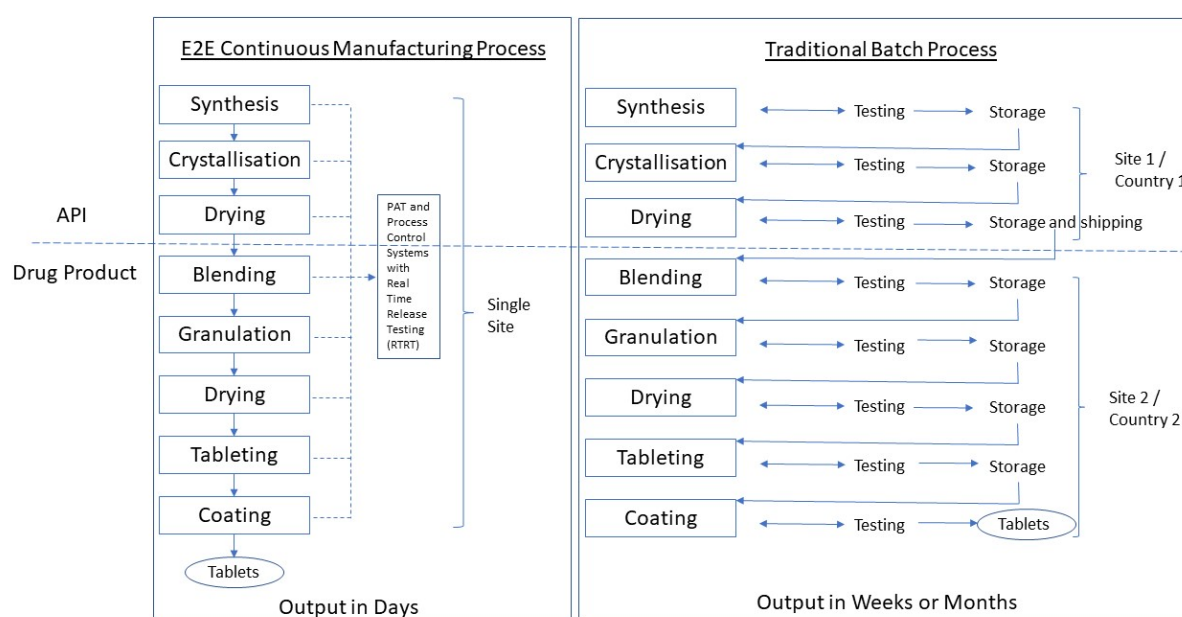 E2E Continuous Manufacturing Process
Synthesis
Crystallisation
Drying
Blending
Granulation
Drying
Tableting
Coating
Tablets
PAT and
Process
Control
Systems
with
Real
Time
Release
Testing
(RTRT)
Single
Site
Output in Days
API
Drug Product
Traditional Batch Process
Synthesis Testing Storage
Crystallisation Testing Storage
Drying Testing Storage and shipping
Site 1 /
Country 1
Blending Testing Storage
Granulation Testing Storage
Drying Testing Storage
Tableting Testing Storage
Coating Testing Tablets
Site 2 /
Country 2
Output in Weeks or Months